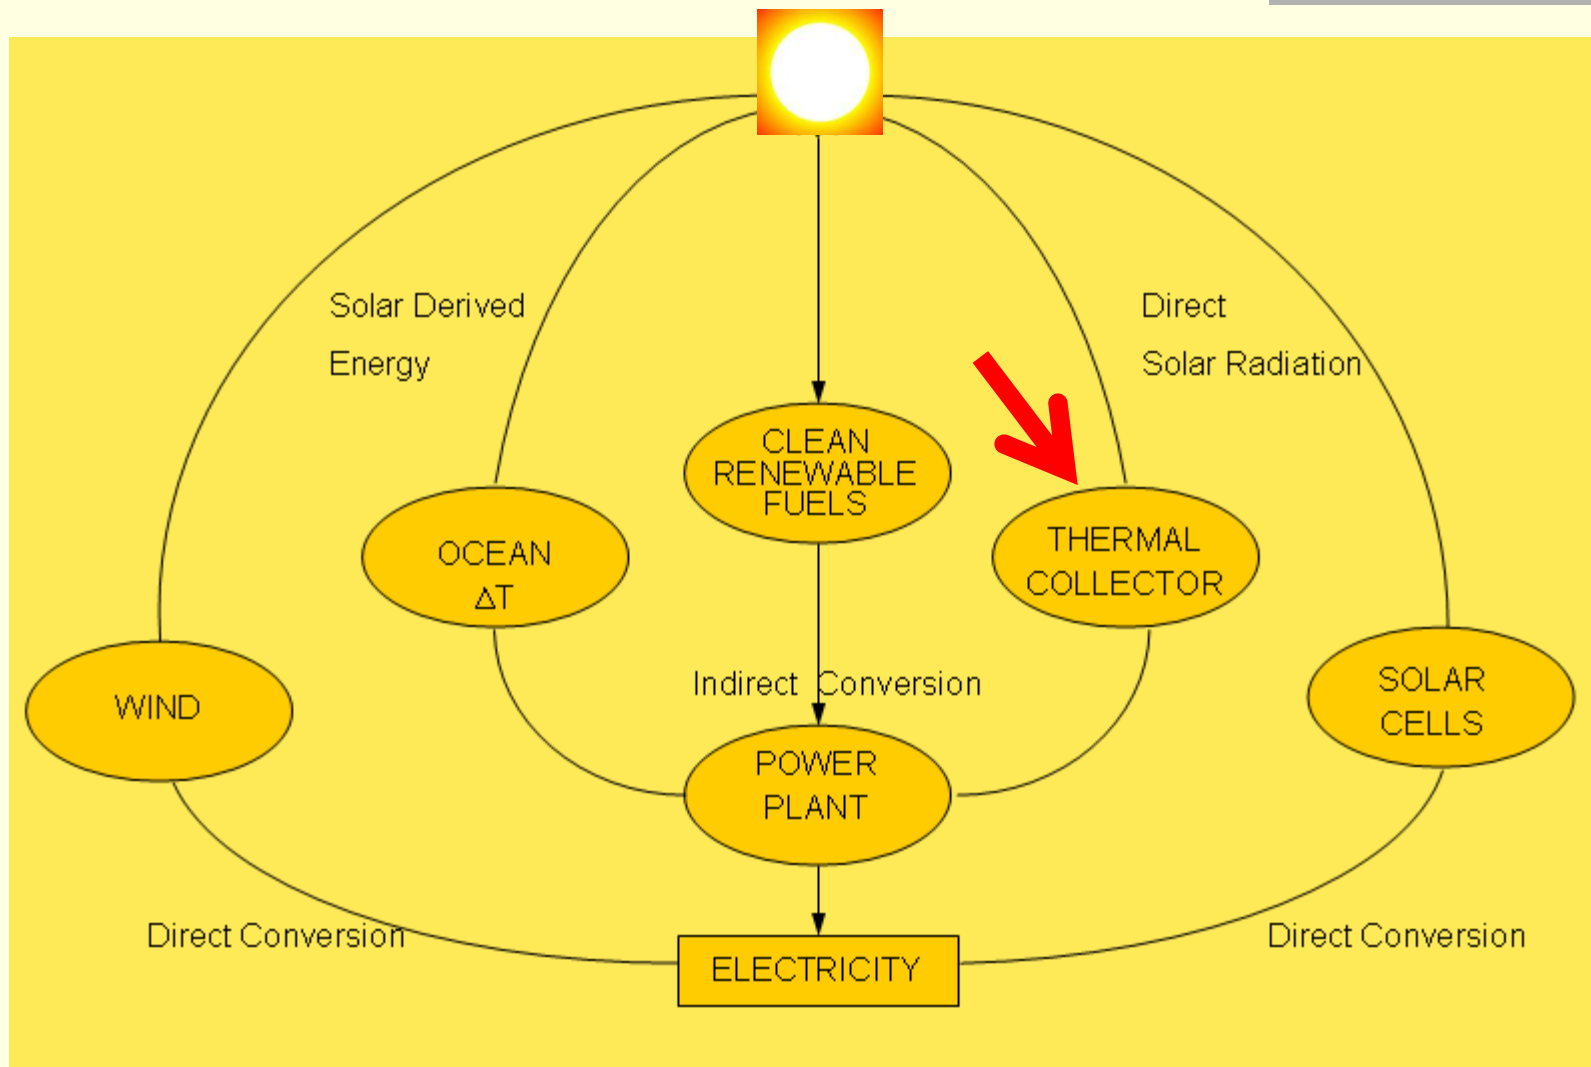 Solar Derived
Energy
Direct
Solar Radiation
CLEAN
RENEWABLE
FUELS
OCEAN
ΔT
THERMAL
COLLECTOR
WIND
Indirect Conversion
SOLAR
CELLS
POWER
PLANT
Direct Conversion
Direct Conversion
ELECTRICITY